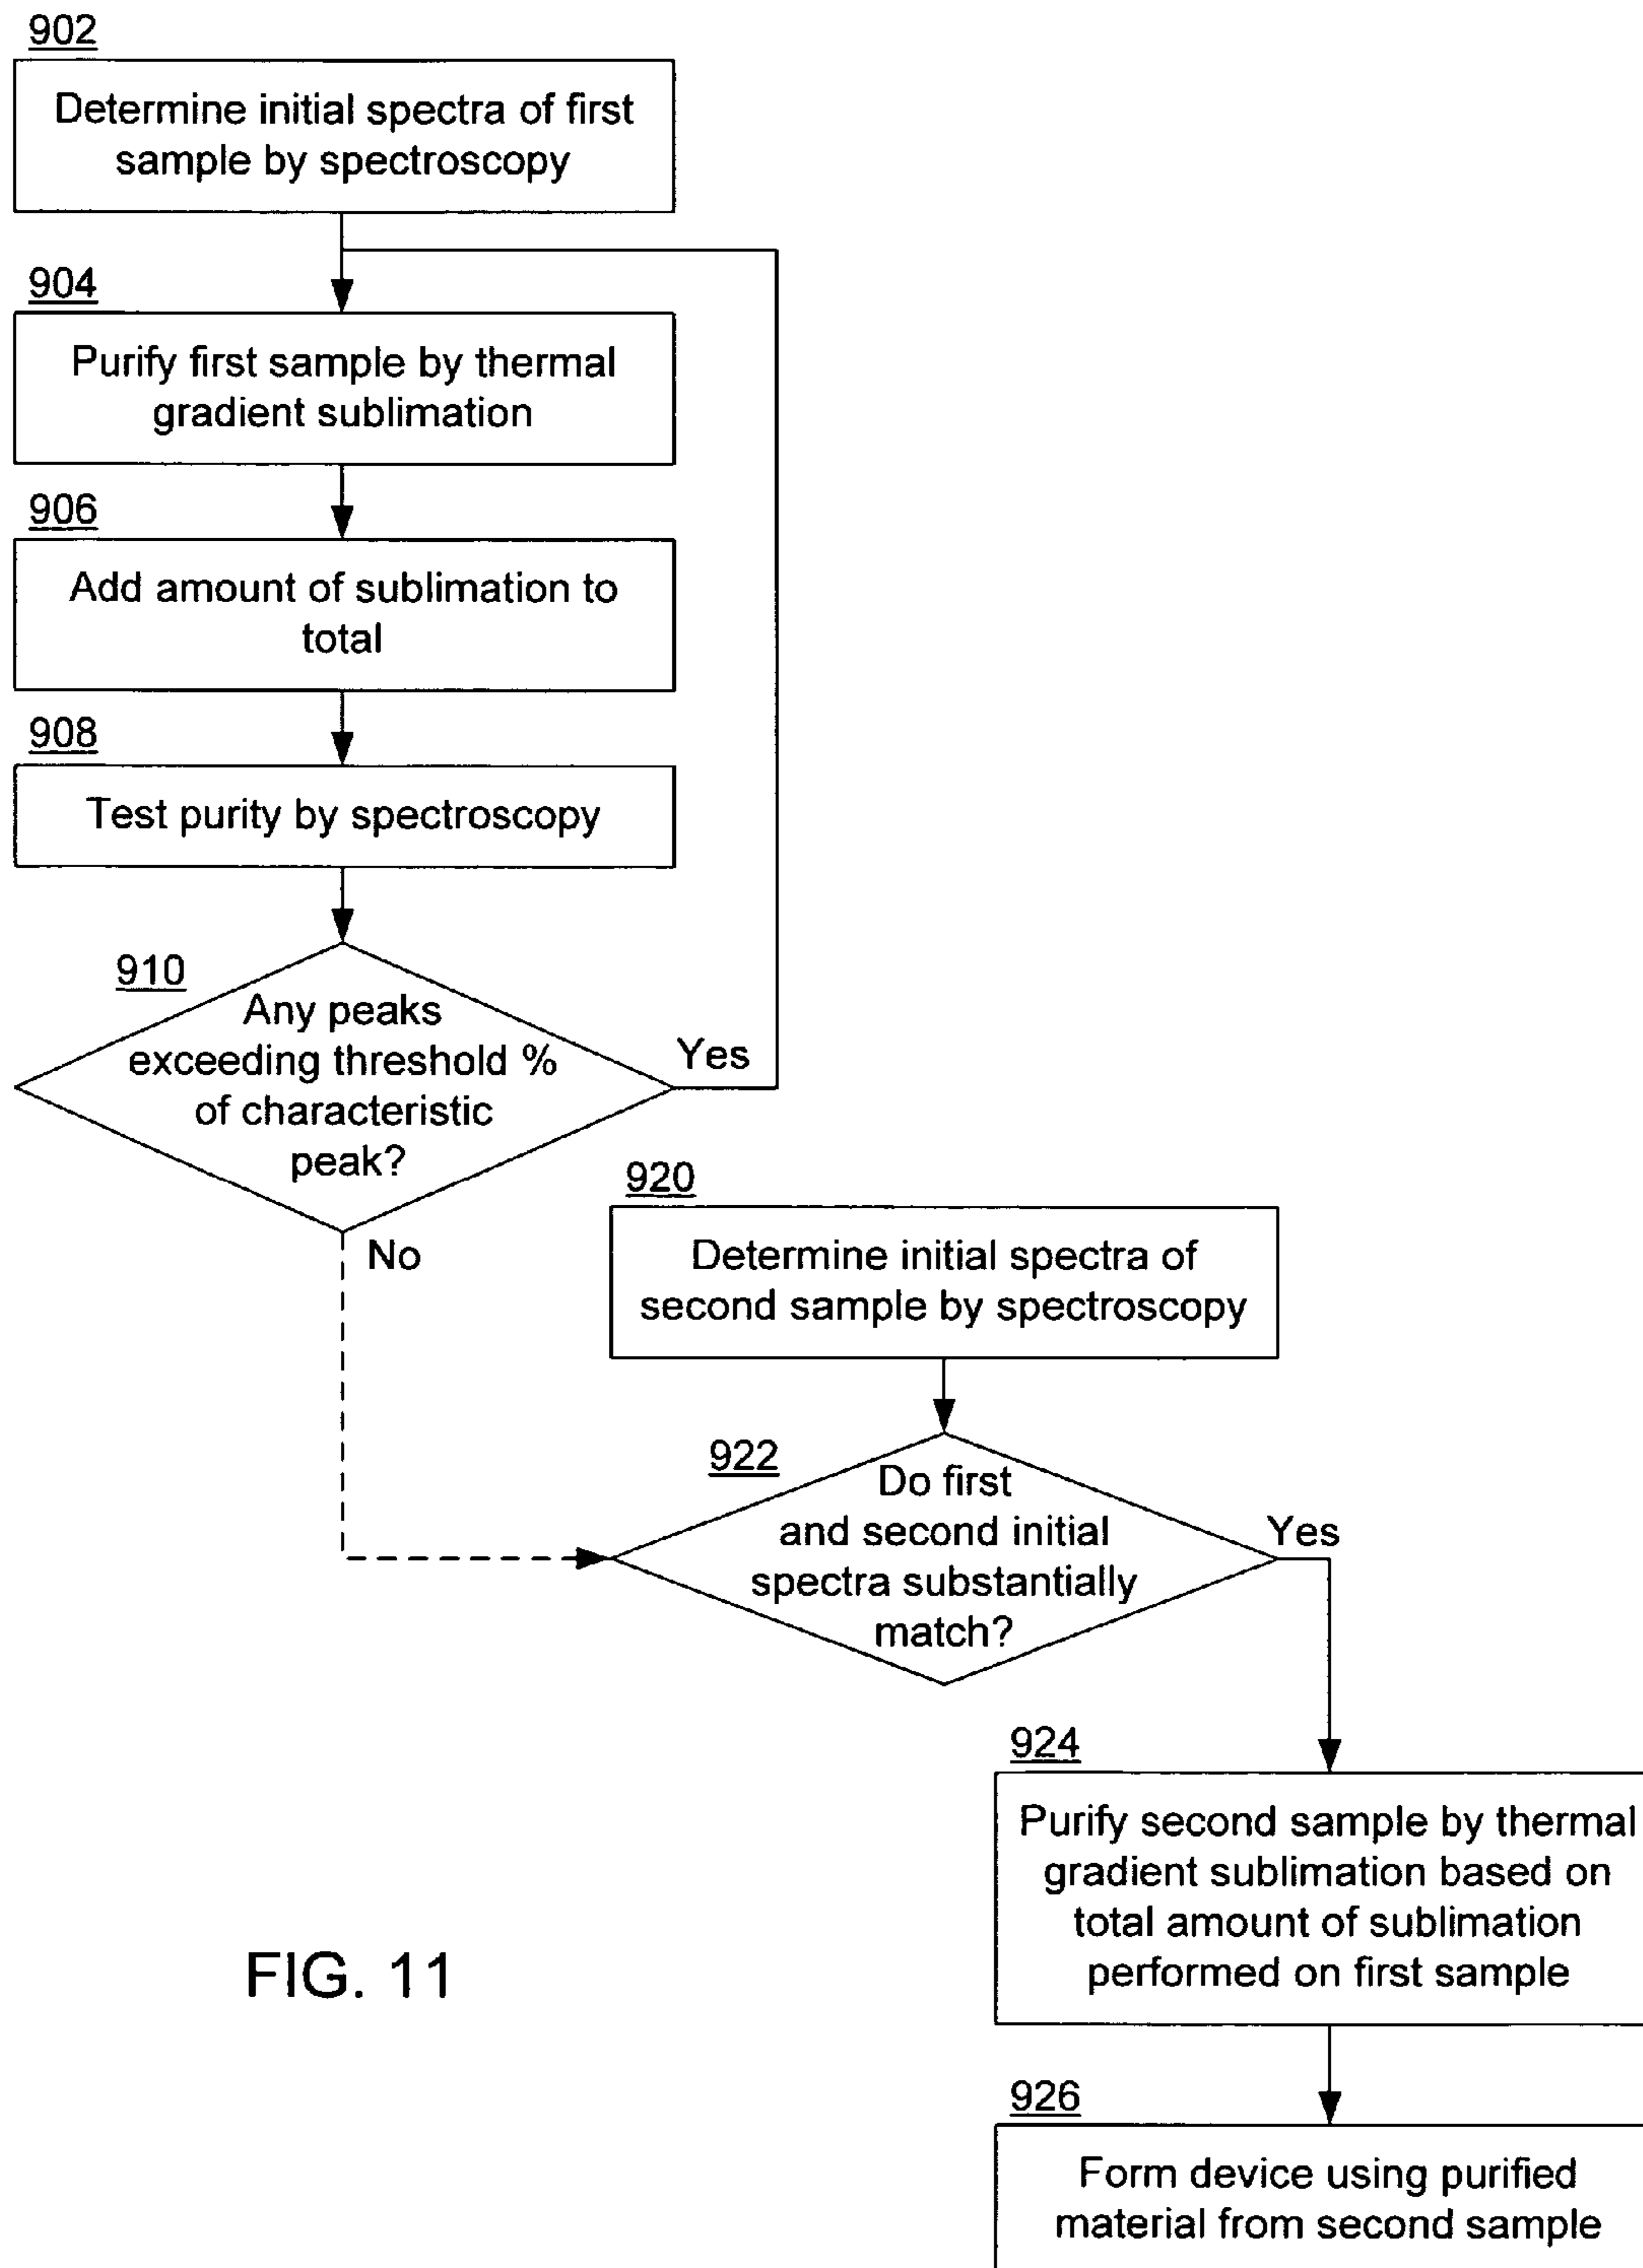 902
Determine initial spectra of first
sample by spectroscopy
904
Purify first sample by thermal
gradient sublimation
906
Add amount of sublimation to
total
908
Test purity by spectroscopy
910
Any peaks
exceeding threshold %
of characteristic
peak?
Yes
No
920
Determine initial spectra of
second sample by spectroscopy
922
Do first
and second initial
spectra substantially
match?
Yes
924
Purify second sample by thermal
gradient sublimation based on
total amount of sublimation
performed on first sample
926
Form device using purified
material from second sample
FIG. 11